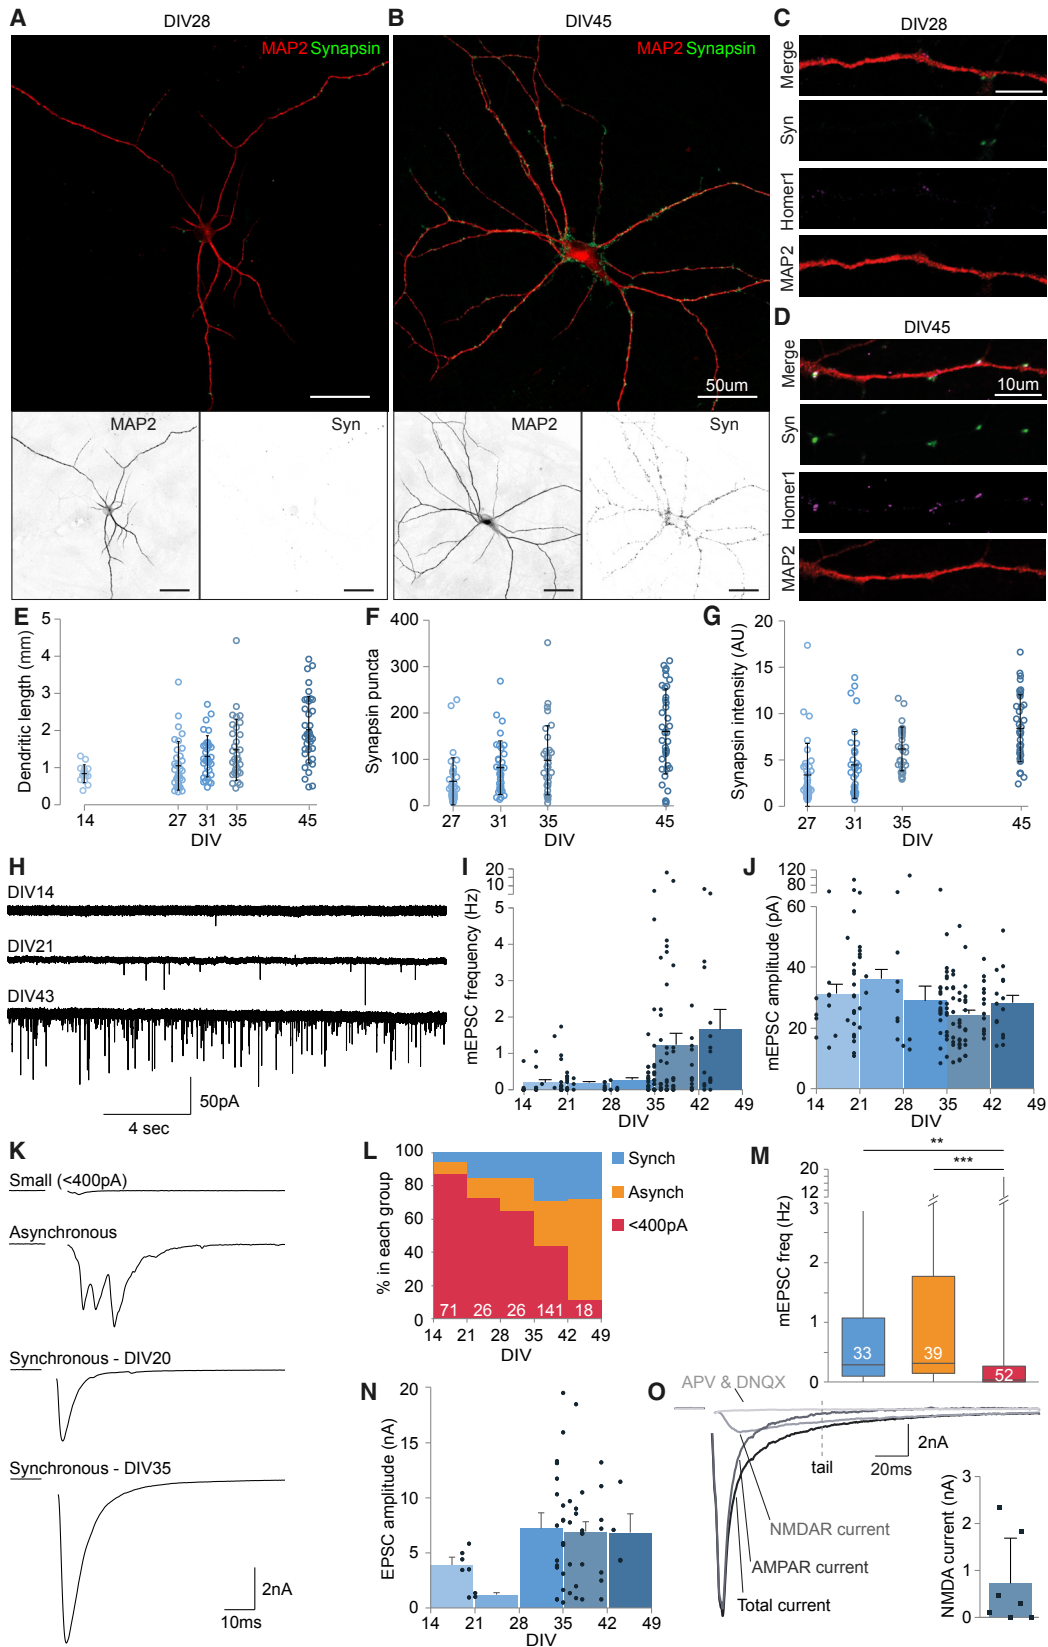 A
DIV28
MAP2 Synapsin
MAP2
Syn
B
DIV45
MAP2 Synapsin
50um
MAP2
Syn
C
DIV28
Merge
Syn
Homer1
MAP2
D
DIV45
Merge
10um
Syn
Homer1
MAP2
E
Dendritic length (mm)
5
4
3
2
1
0
14
27
31
35
45
DIV
F
Synapsin puncta
400
300
200
100
0
27
31
35
45
DIV
G
Synapsin intensity (AU)
20
15
10
5
0
27
31
35
45
DIV
H
DIV14
DIV21
DIV43
50pA
4 sec
I
mEPSC frequency (Hz)
20
10
5
4
3
2
1
0
14
21
28
35
42
49
DIV
J
mEPSC amplitude (pA)
120
80
60
40
20
0
14
21
28
35
42
49
DIV
K
Small (<400pA)
Asynchronous
Synchronous - DIV20
Synchronous - DIV35
2nA
10ms
L
% in each group
100
80
60
40
20
0
71
26
26
141
18
14
21
28
35
42
49
DIV
Synch
Asynch
<400pA
M
**
***
mEPSC freq (Hz)
20
12
3
2
1
0
33
39
52
N
EPSC amplitude (nA)
20
15
10
5
0
14
21
28
35
42
49
DIV
O
APV & DNQX
2nA
20ms
tail
NMDAR current
AMPAR current
Total current
NMDA current (nA)
3
2
1
0